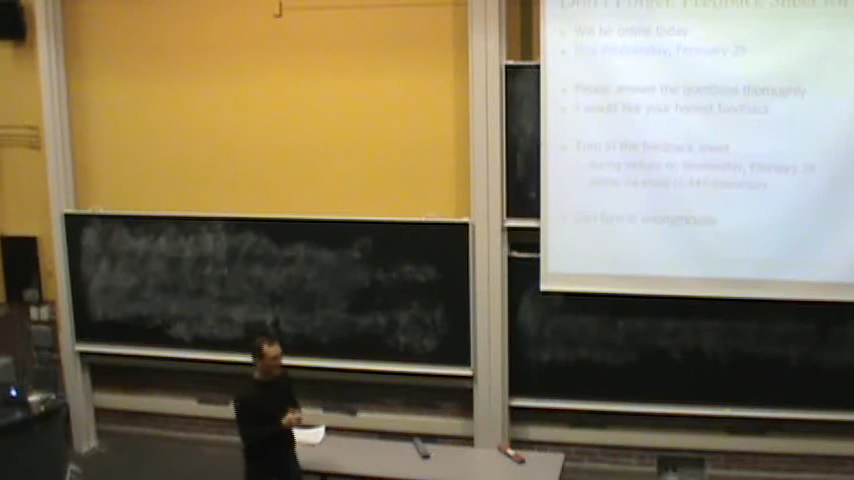 Don't Forget: Feedback Sheet for
Will be online today
Due Wednesday, February 29
Please answer the questions thoroughly
I would like your honest feedback
Turn in the feedback sheet
during lecture on Wednesday, February 29
Can turn in anonymously